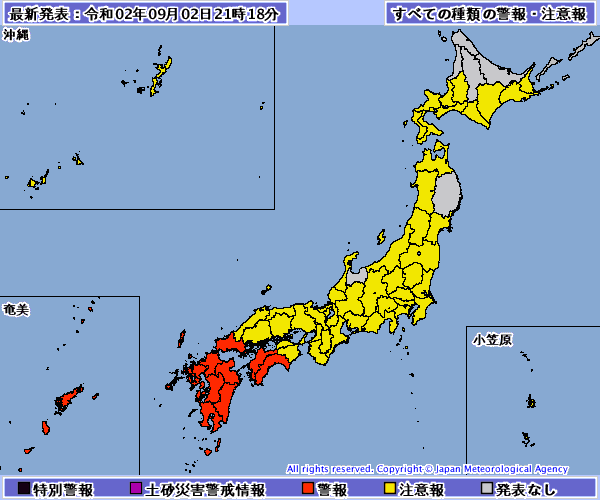 最新発表：令和02年09月02日21時18分
すべての種類の警報・注意報
沖縄
奄美
小笠原
All rights reserved. Copyright © Japan Meteorological Agency
特別警報 土砂災害警戒情報 警報 注意報 発表なし